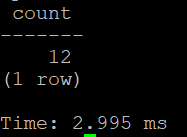 count
-------
12
(1 row)
Time: 2.995 ms